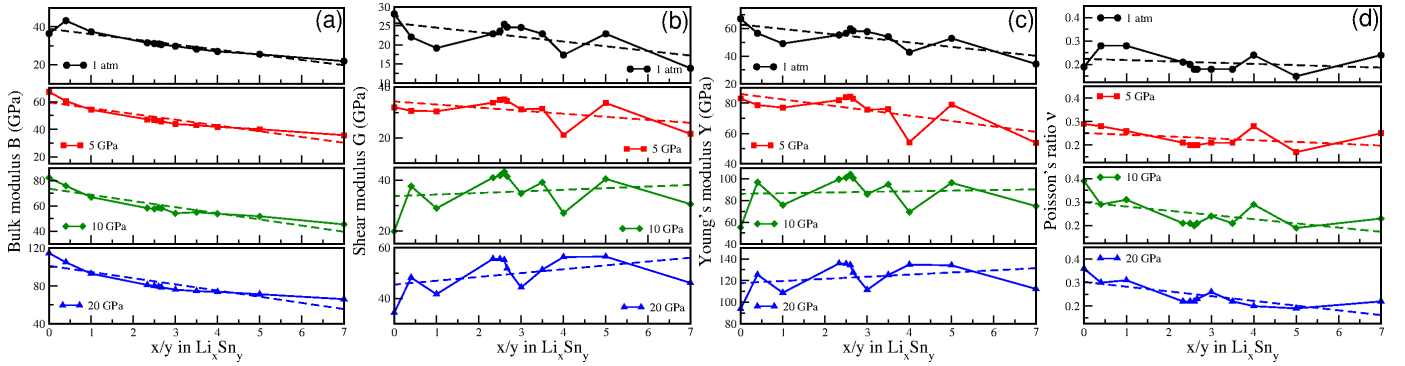 (a)
Bulk modulus B (GPa)
40
20
1 atm
60
40
20
5 GPa
80
60
40
10 GPa
120
80
40
20 GPa
0 1 2 3 4 5 6 7
x/y in LixSny
(b)
Shear modulus G (GPa)
30
25
20
15
10
1 atm
20
5 GPa
40
20
10 GPa
60
40
20 GPa
0 1 2 3 4 5 6 7
x/y in LixSny
(c)
Young's modulus Y (GPa)
60
40
20
1 atm
80
60
40
5 GPa
100
80
60
40
10 GPa
140
120
100
80
20 GPa
0 1 2 3 4 5 6 7
x/y in LixSny
(d)
Poisson's ratio ν
0.4
0.3
0.2
1 atm
0.4
0.3
0.2
5 GPa
0.4
0.3
0.2
10 GPa
0.4
0.3
0.2
20 GPa
0 1 2 3 4 5 6 7
x/y in LixSny